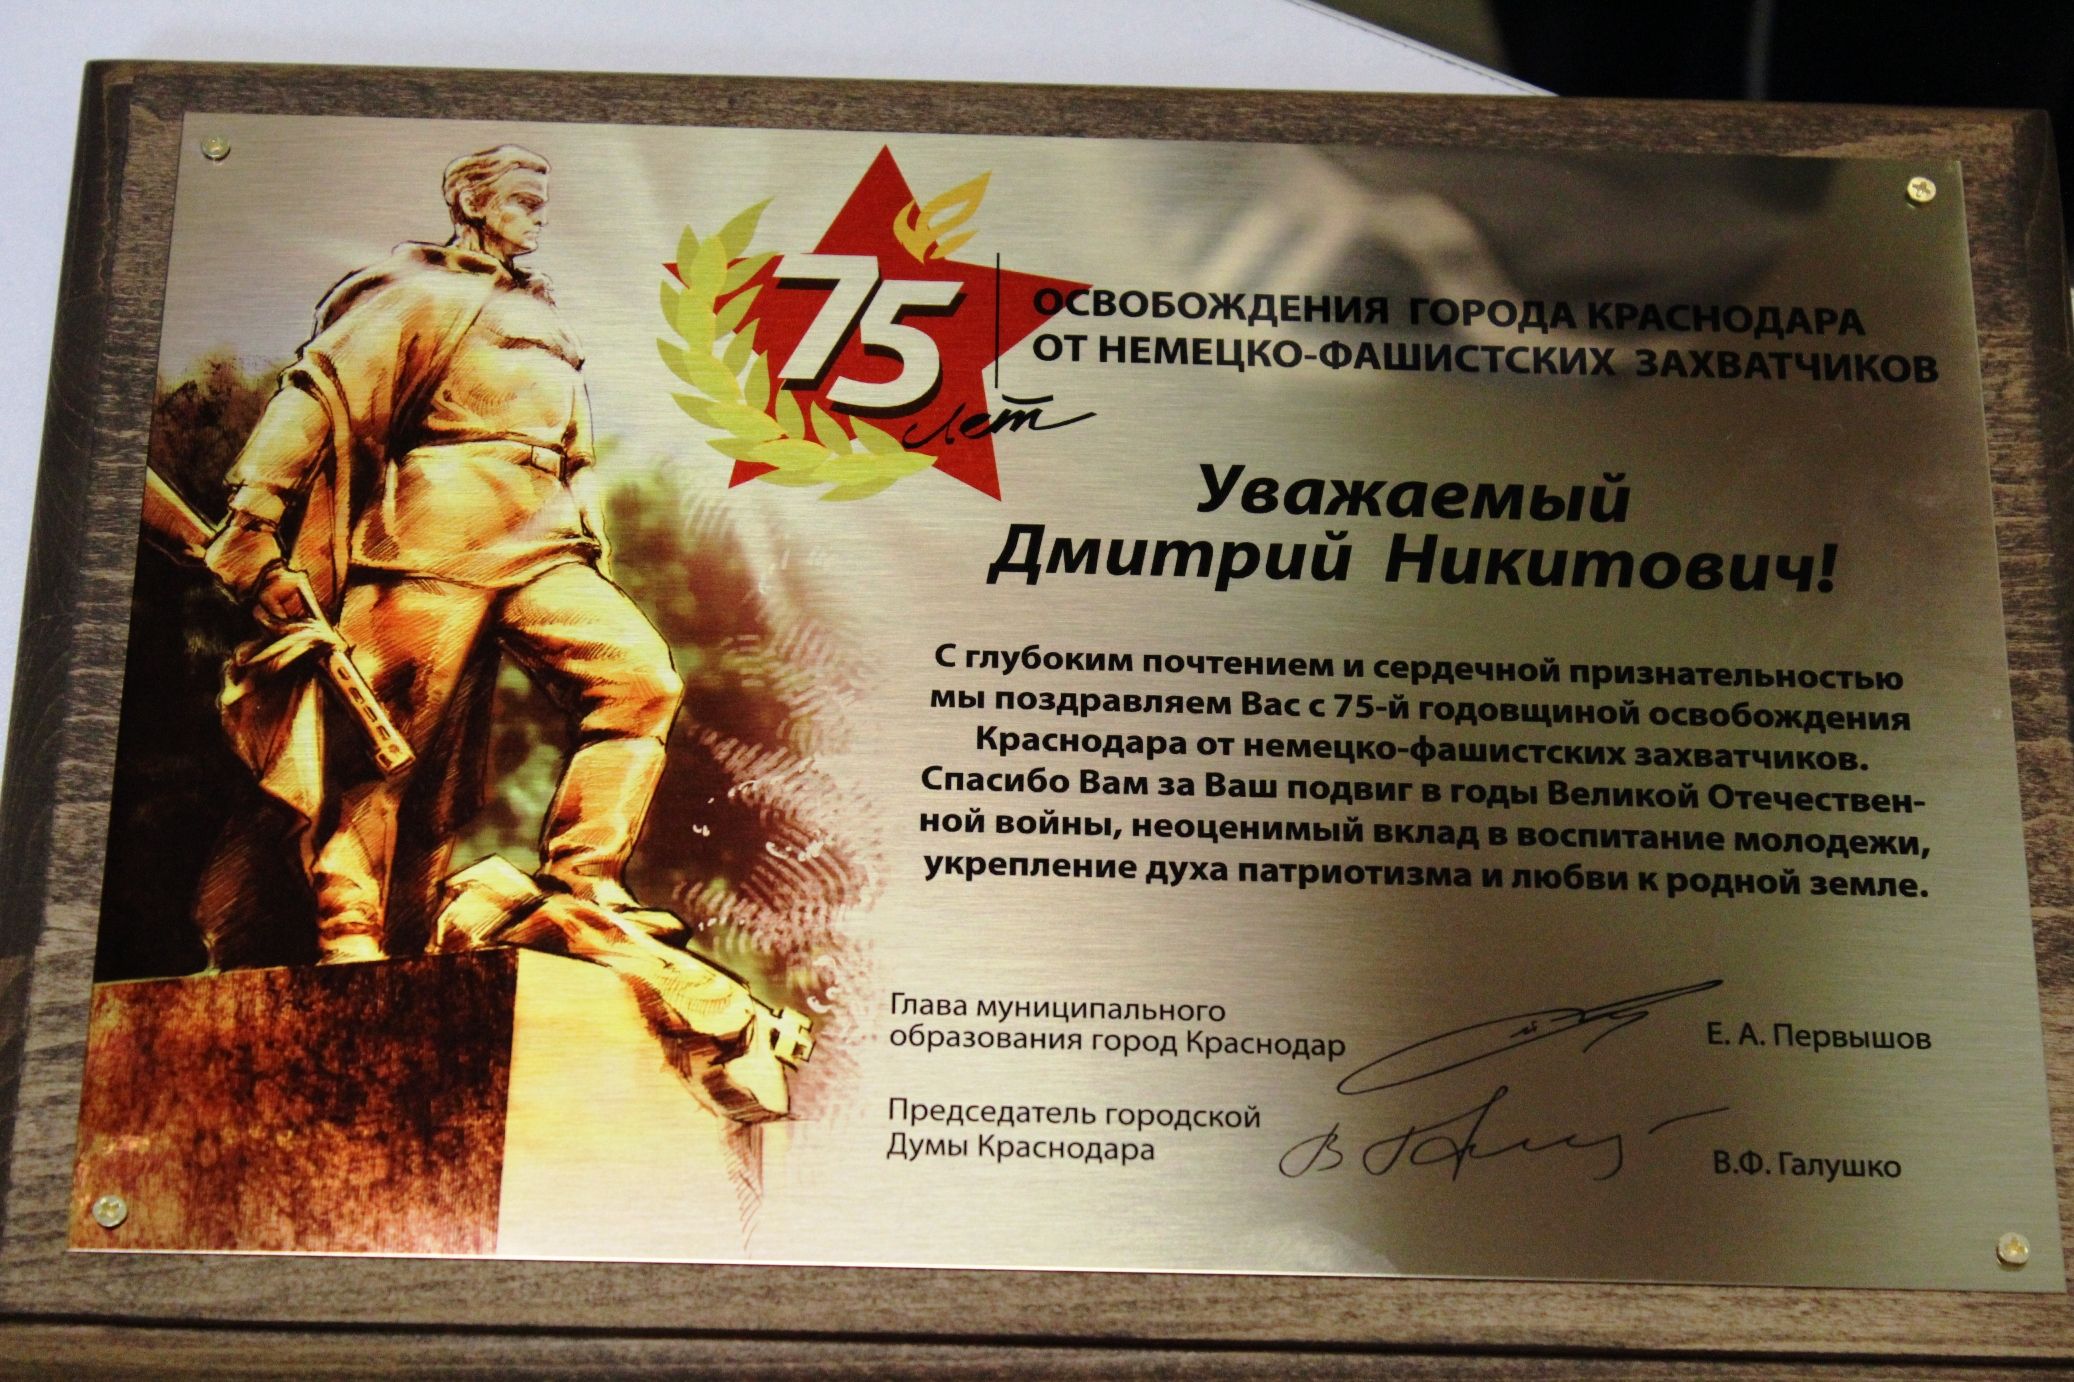 75 лет
ОСВОБОЖДЕНИЯ ГОРОДА КРАСНОДАРА
ОТ НЕМЕЦКО-ФАШИСТСКИХ ЗАХВАТЧИКОВ
Уважаемый
Дмитрий Никитович!
С глубоким почтением и сердечной признательностью
мы поздравляем Вас с 75-й годовщиной освобождения
Краснодара от немецко-фашистских захватчиков.
Спасибо Вам за Ваш подвиг в годы Великой Отечествен-
ной войны, неоценимый вклад в воспитание молодежи,
укрепление духа патриотизма и любви к родной земле.
Глава муниципального
образования город Краснодар
Е. А. Первышов
Председатель городской
Думы Краснодара
В.Ф. Галушко